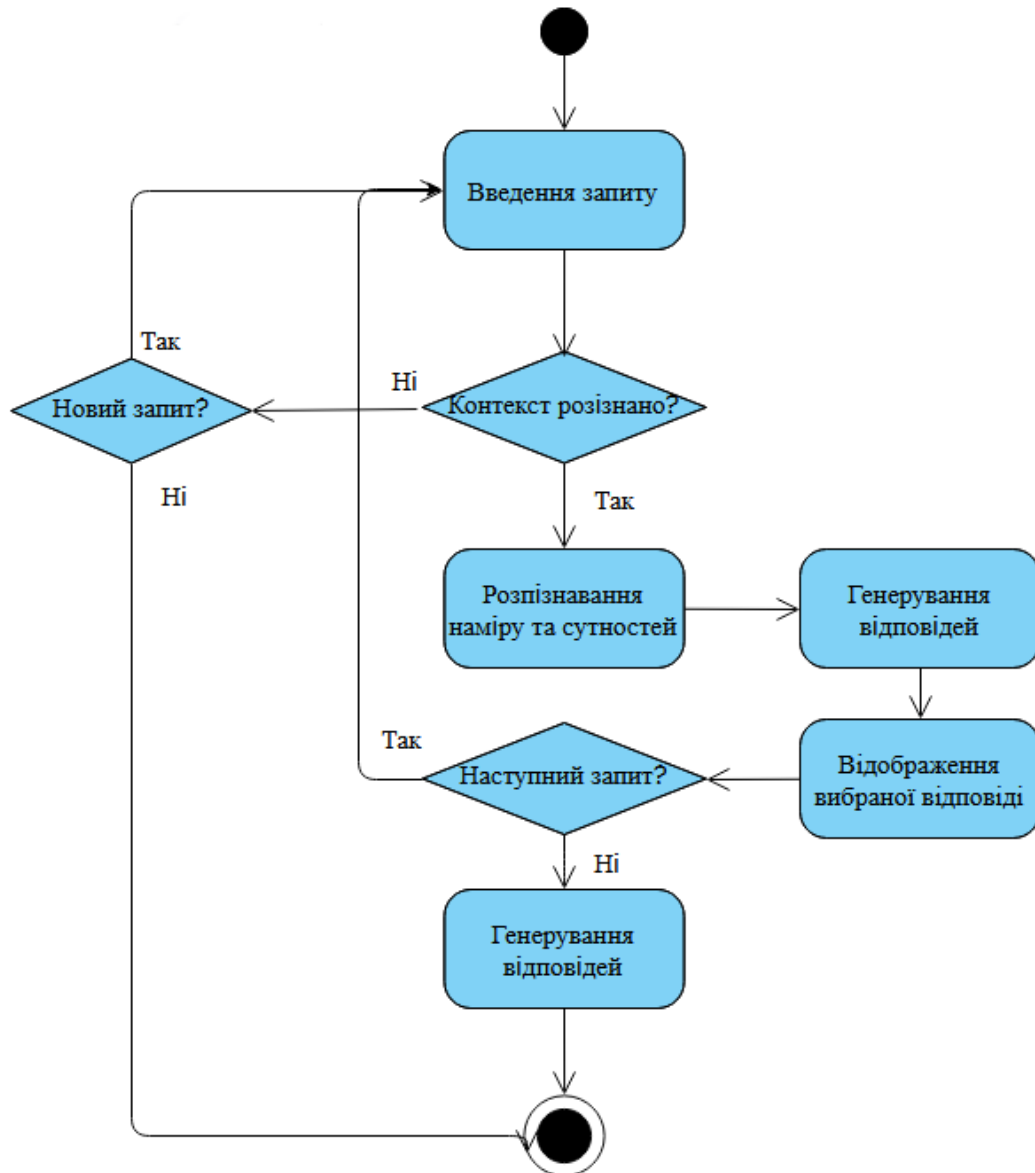 Введення запиту
Так
Ні
Новий запит?
Контекст розізнано?
Ні
Так
Розпізнавання
наміру та сутностей
Генерування
відповідей
Так
Наступний запит?
Відображення
вибраної відповіді
Ні
Генерування
відповідей